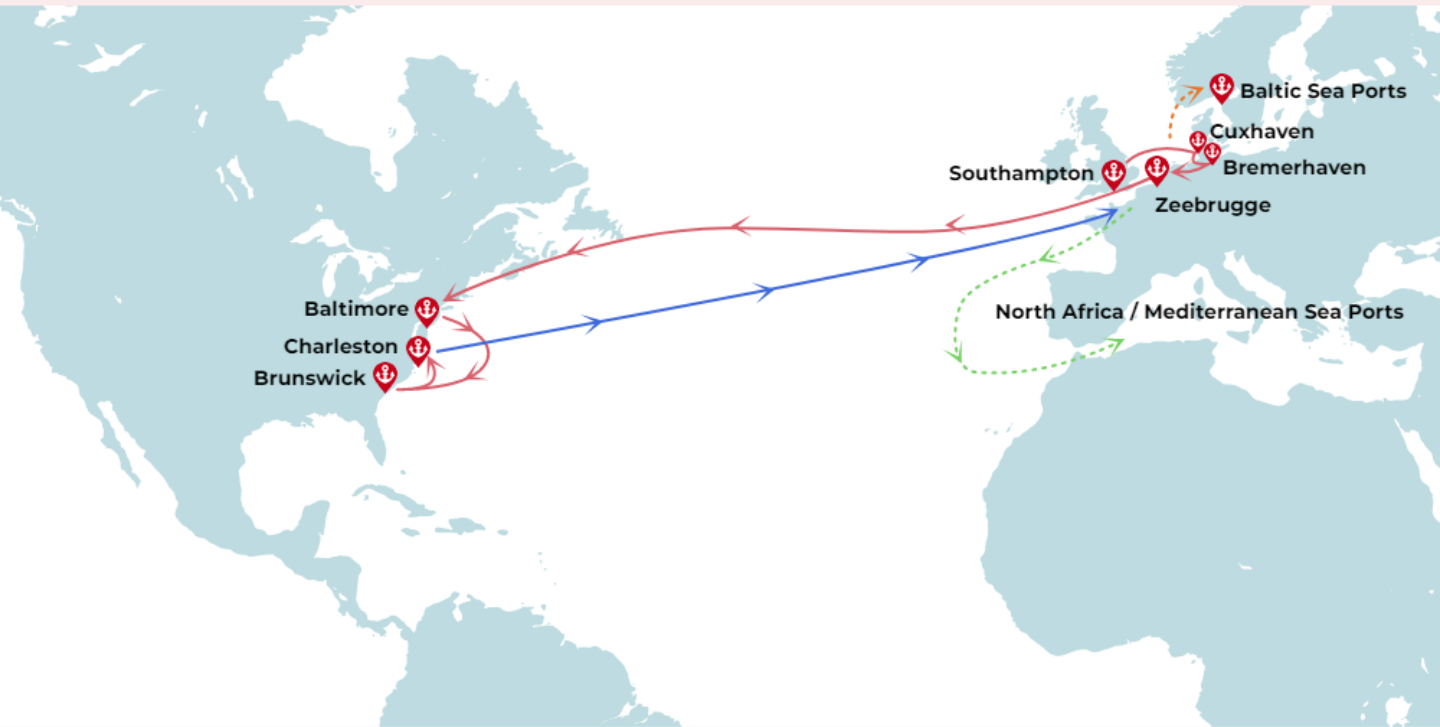 Baltic Sea Ports
Cuxhaven
Southampton
Bremerhaven
Zeebrugge
Baltimore
North Africa / Mediterranean Sea Ports
Charleston
Brunswick